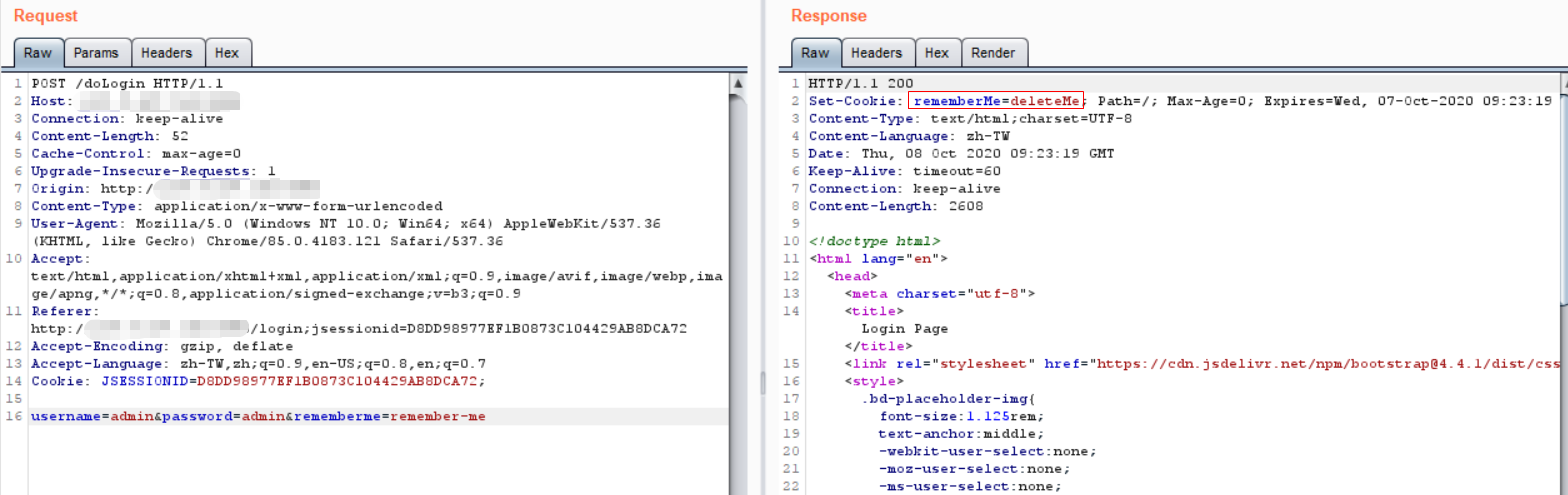 Request
Raw Params Headers Hex
1 POST /doLogin HTTP/1.1
2 Host:
3 Connection: keep-alive
4 Content-Length: 52
5 Cache-Control: max-age=0
6 Upgrade-Insecure-Requests: 1
7 Origin: http:/
8 Content-Type: application/x-www-form-urlencoded
9 User-Agent: Mozilla/5.0 (Windows NT 10.0; Win64; x64) AppleWebKit/537.36
(KHTML, like Gecko) Chrome/85.0.4183.121 Safari/537.36
10 Accept:
text/html,application/xhtml+xml,application/xml;q=0.9,image/avif,image/webp,ima
ge/apng,*/*;q=0.8,application/signed-exchange;v=b3;q=0.9
11 Referer:
http:/ /login;jsessionid=D8DD98977EF1B0873C104429AB8DCA72
12 Accept-Encoding: gzip, deflate
13 Accept-Language: zh-TW,zh;q=0.9,en-US;q=0.8,en;q=0.7
14 Cookie: JSESSIONID=D8DD98977EF1B0873C104429AB8DCA72;
15
16 username=admin&password=admin&rememberme=remember-me
Response
Raw Headers Hex Render
1 HTTP/1.1 200
2 Set-Cookie: rememberMe=deleteMe; Path=/; Max-Age=0; Expires=Wed, 07-Oct-2020 09:23:19
3 Content-Type: text/html;charset=UTF-8
4 Content-Language: zh-TW
5 Date: Thu, 08 Oct 2020 09:23:19 GMT
6 Keep-Alive: timeout=60
7 Connection: keep-alive
8 Content-Length: 2608
9
10 <!doctype html>
11 <html lang="en">
12 <head>
13 <meta charset="utf-8">
14 <title>
Login Page
</title>
15 <link rel="stylesheet" href="https://cdn.jsdelivr.net/npm/bootstrap@4.4.1/dist/css
16 <style>
17 .bd-placeholder-img{
18 font-size:1.125rem;
19 text-anchor:middle;
20 -webkit-user-select:none;
21 -moz-user-select:none;
22 -ms-user-select:none;